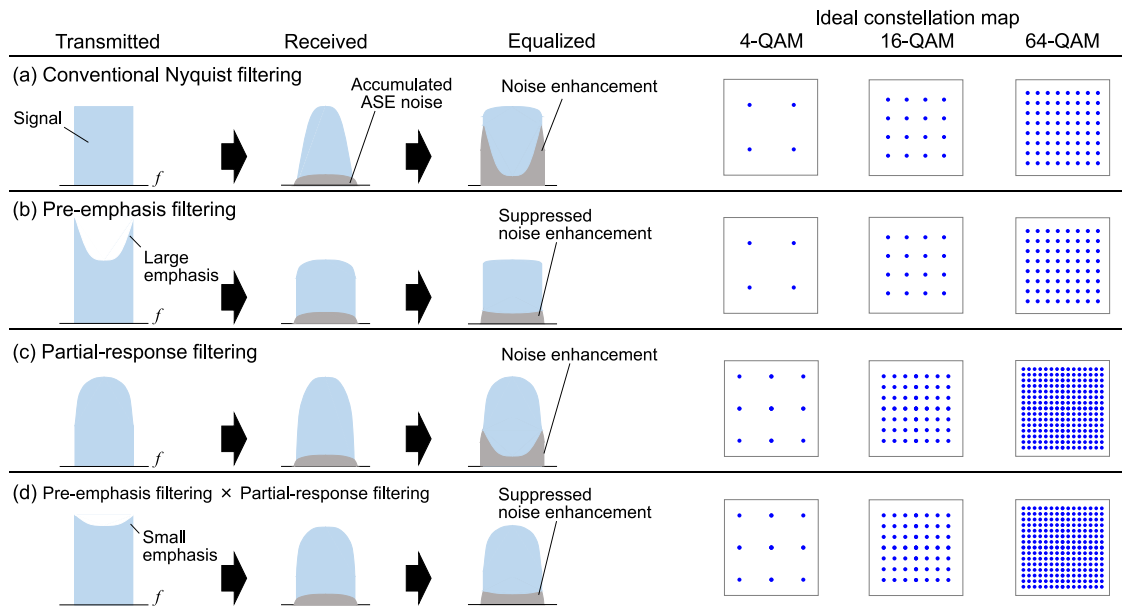 Ideal constellation map
Transmitted Received Equalized 4-QAM 16-QAM 64-QAM
(a) Conventional Nyquist filtering
Signal
Accumulated
ASE noise
Noise enhancement
f
(b) Pre-emphasis filtering
Large
emphasis
Suppressed
noise enhancement
f
(c) Partial-response filtering
Noise enhancement
f
(d) Pre-emphasis filtering × Partial-response filtering
Small
emphasis
Suppressed
noise enhancement
f